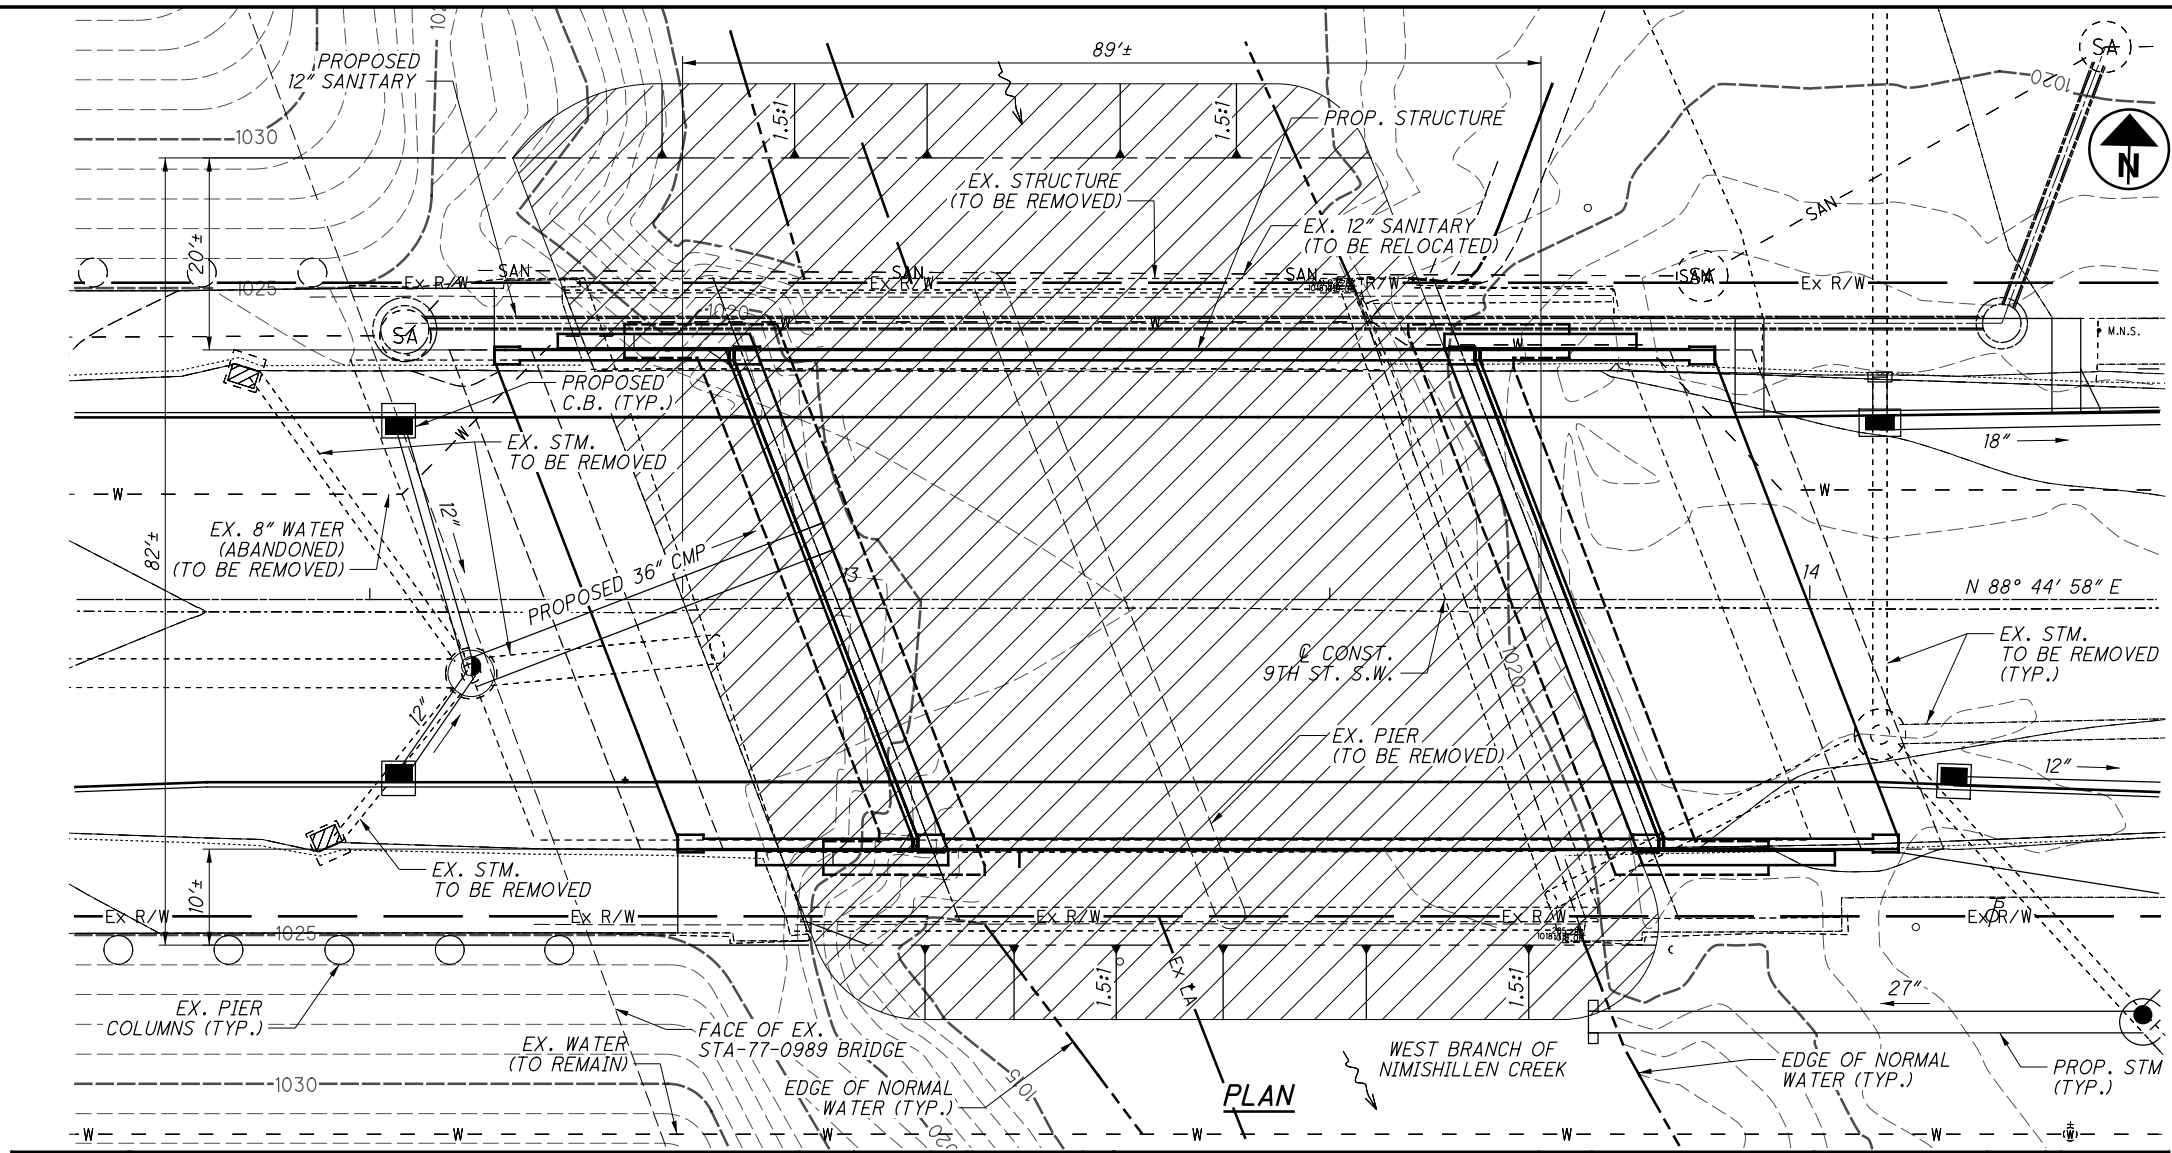 PROPOSED
12" SANITARY
89'±
SA
1020
1030
1.5:1
1.5:1
PROP. STRUCTURE
N
EX. STRUCTURE
(TO BE REMOVED)
SAN
EX. 12" SANITARY
(TO BE RELOCATED)
20'±
SAN
SAN
SAN
Ex R/W
Ex R/W
Ex R/W
Ex R/W
1025
1020
W
W
W
SA
M.N.S.
PROPOSED
C.B. (TYP.)
W
EX. STM.
TO BE REMOVED
18"
W
W
12"
EX. 8" WATER
(ABANDONED)
(TO BE REMOVED)
82'±
PROPOSED 36" CMP
13
14
N 88° 44' 58" E
EX. STM.
TO BE REMOVED
(TYP.)
℄ CONST.
9TH ST. S.W.
1020
12"
EX. PIER
(TO BE REMOVED)
12"
EX. STM.
TO BE REMOVED
10'±
Ex R/W
Ex R/W
Ex R/W
Ex R/W
Ex R/W
1025
Ex LA
1.5:1
1.5:1
27"
EX. PIER
COLUMNS (TYP.)
FACE OF EX.
STA-77-0989 BRIDGE
EX. WATER
(TO REMAIN)
WEST BRANCH OF
NIMISHILLEN CREEK
EDGE OF NORMAL
WATER (TYP.)
PROP. STM
(TYP.)
1030
EDGE OF NORMAL
WATER (TYP.)
1015
PLAN
1020
W
W
W
W
W
W
W